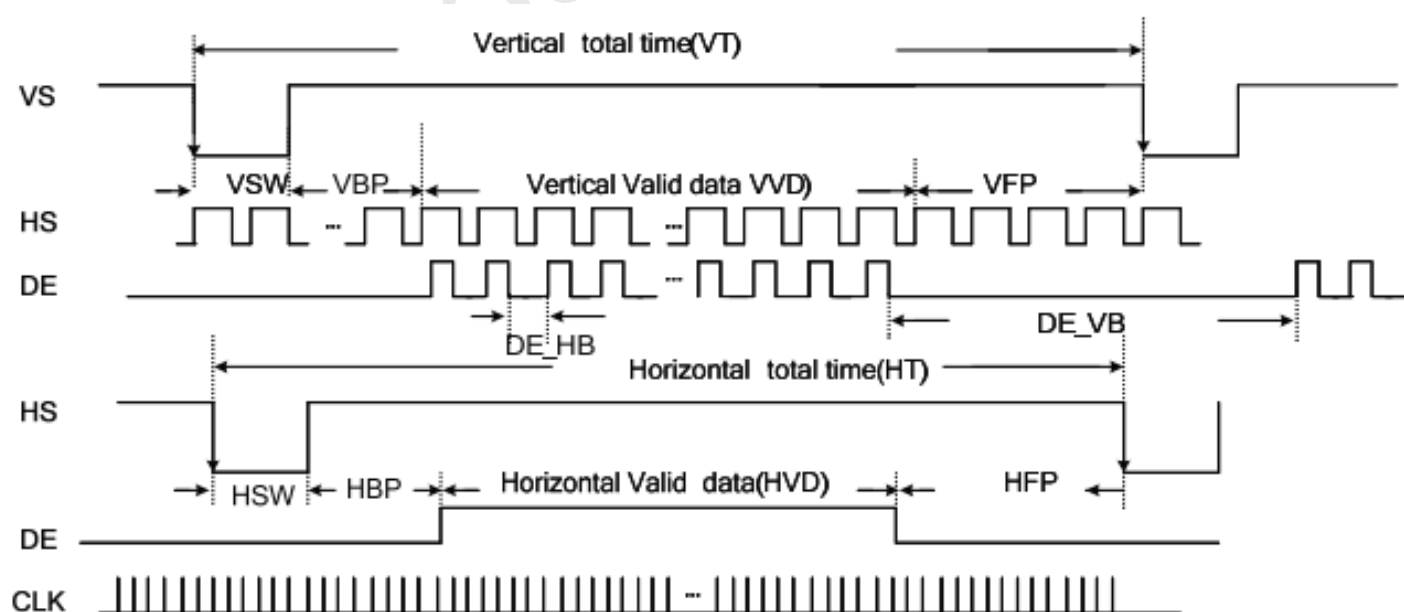 Vertical total time(VT)
VS
VSW VBP Vertical Valid data VVD) VFP
HS ... ...
DE ...
DE_HB DE_VB
Horizontal total time(HT)
HS
HSW HBP Horizontal Valid data(HVD) HFP
DE
CLK ...